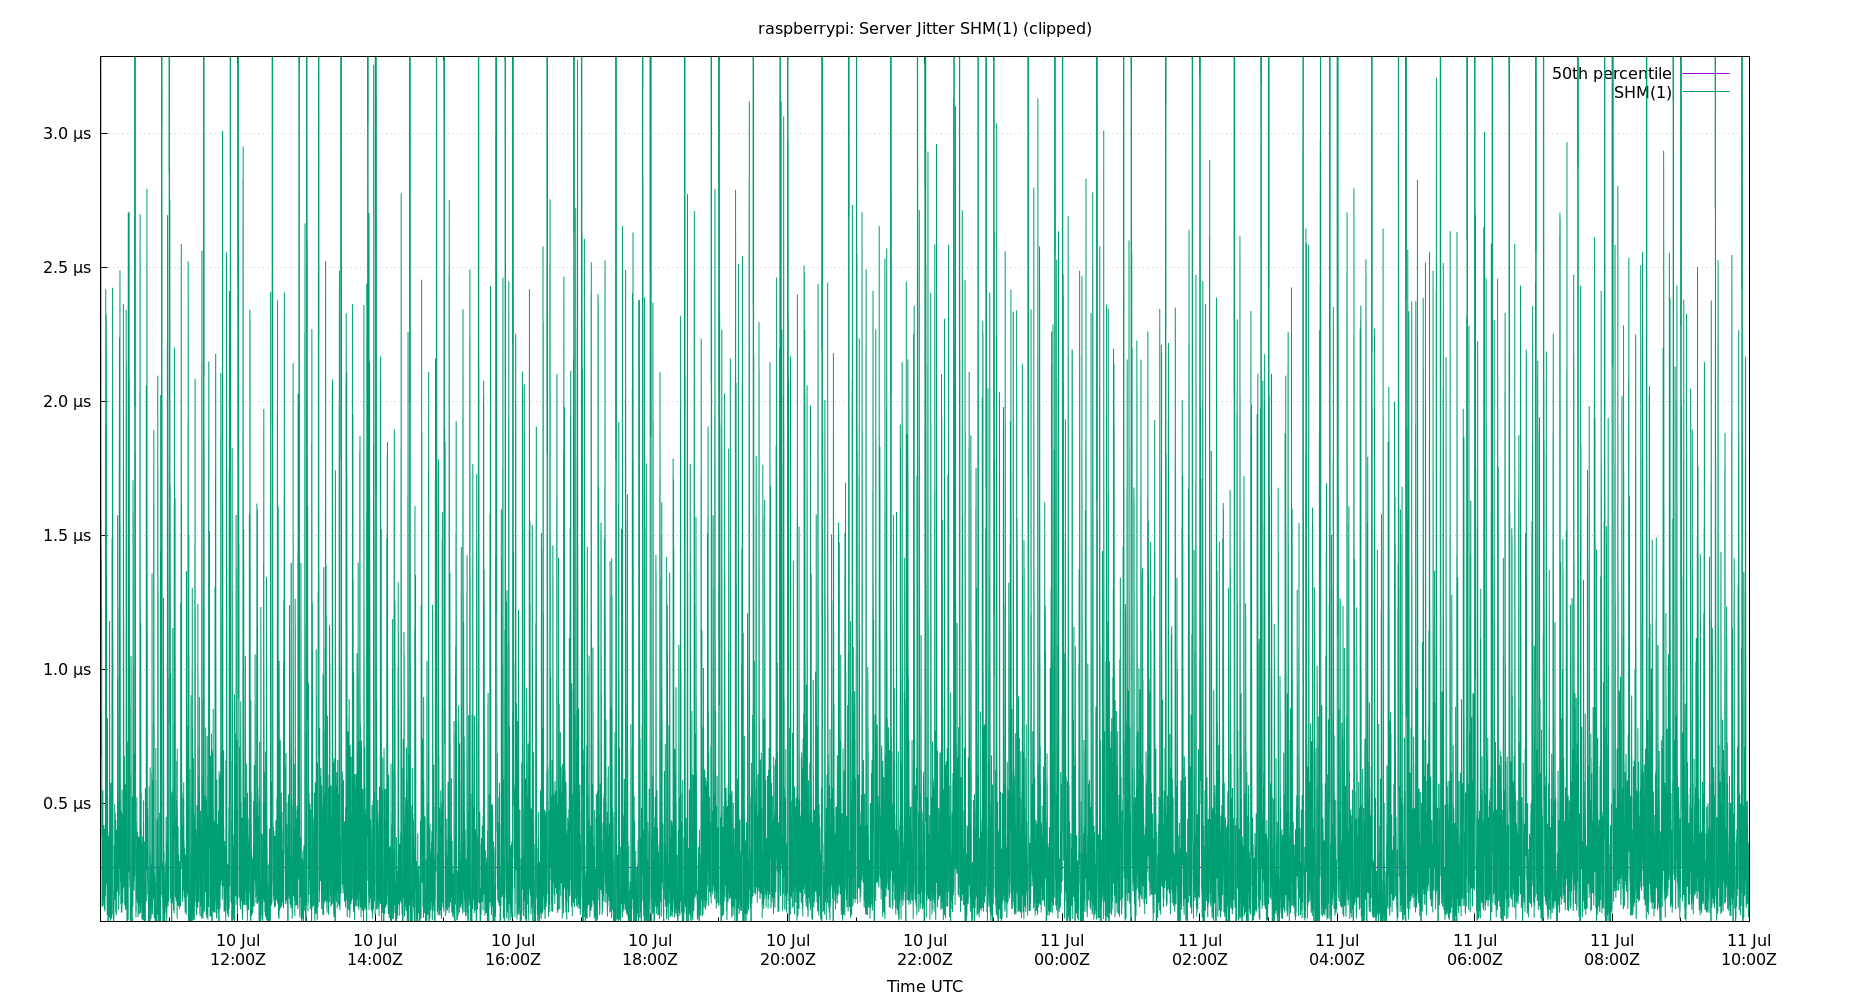 raspberrypi: Server Jitter SHM(1) (clipped)
50th percentile
SHM(1)
3.0 µs
2.5 µs
2.0 µs
1.5 µs
1.0 µs
0.5 µs
10 Jul 10 Jul 10 Jul 10 Jul 10 Jul 10 Jul 11 Jul 11 Jul 11 Jul 11 Jul 11 Jul 11 Jul
12:00Z 14:00Z 16:00Z 18:00Z 20:00Z 22:00Z 00:00Z 02:00Z 04:00Z 06:00Z 08:00Z 10:00Z
Time UTC